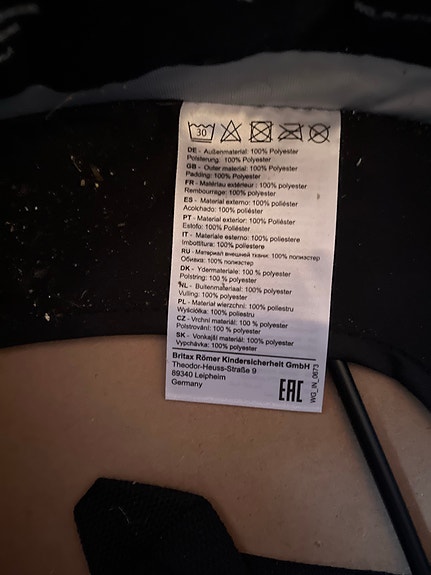 30
DE - Außenmaterial: 100% Polyester
Polsterung: 100% Polyester
GB - Outer material: 100% Polyester
Padding: 100% Polyester
FR - Matériau extérieur : 100% polyester
Rembourrage: 100% polyester
ES - Material externo: 100% poliéster
Acolchado: 100% poliéster
PT - Material exterior: 100% Poliéster
Estofo: 100% Poliéster
IT - Materiale esterno: 100% poliestere
Imbottitura: 100% poliestere
RU - Материал внешней ткани: 100% полиэстер
Обивка: 100% полиэстер
DK - Ydermateriale: 100 % polyester
Polstring: 100 % polyester
NL - Buitenmateriaal: 100% polyester
Vulling: 100% polyester
PL - Materiał wierzchni: 100% poliestru
Wyściółka: 100% poliestru
CZ - Vrchní materiál: 100 % polyester
Polstrování: 100 % polyester
SK - Vonkajší materiál: 100% polyester
Výpchávka: 100% polyester
Britax Römer Kindersicherheit GmbH
Theodor-Heuss-Straße 9
89340 Leipheim
Germany
EAC